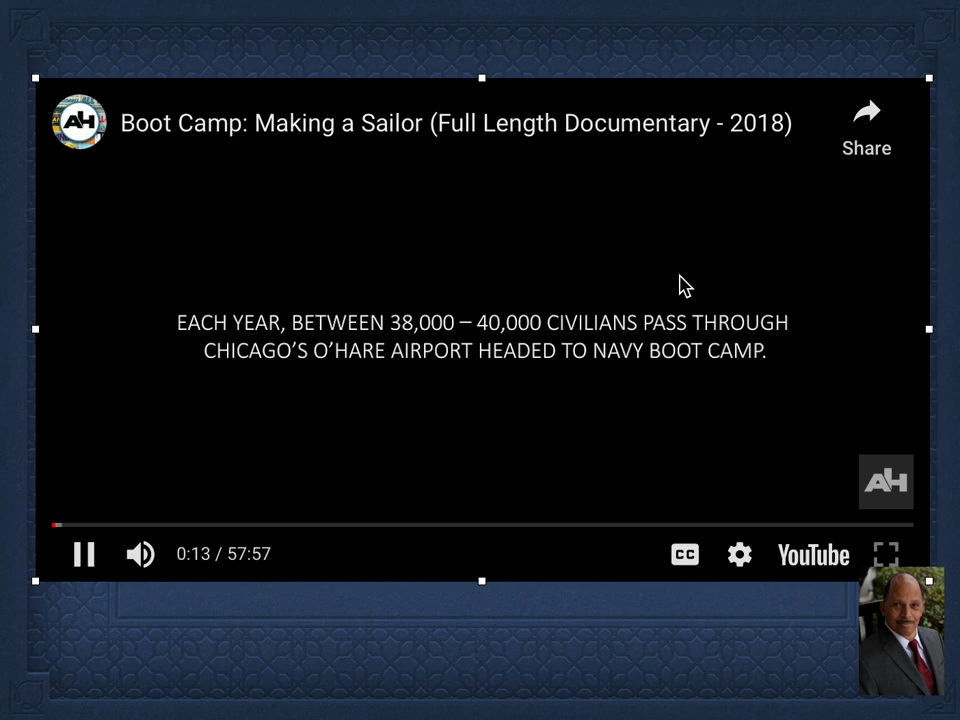 AH
Boot Camp: Making a Sailor (Full Length Documentary - 2018)
Share
EACH YEAR, BETWEEN 38,000 – 40,000 CIVILIANS PASS THROUGH
CHICAGO’S O’HARE AIRPORT HEADED TO NAVY BOOT CAMP.
AH
0:13 / 57:57
CC
YouTube